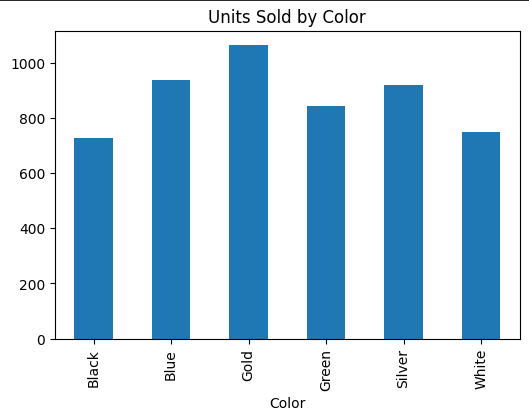 Units Sold by Color
1000
800
600
400
200
0
Black
Blue
Gold
Green
Silver
White
Color